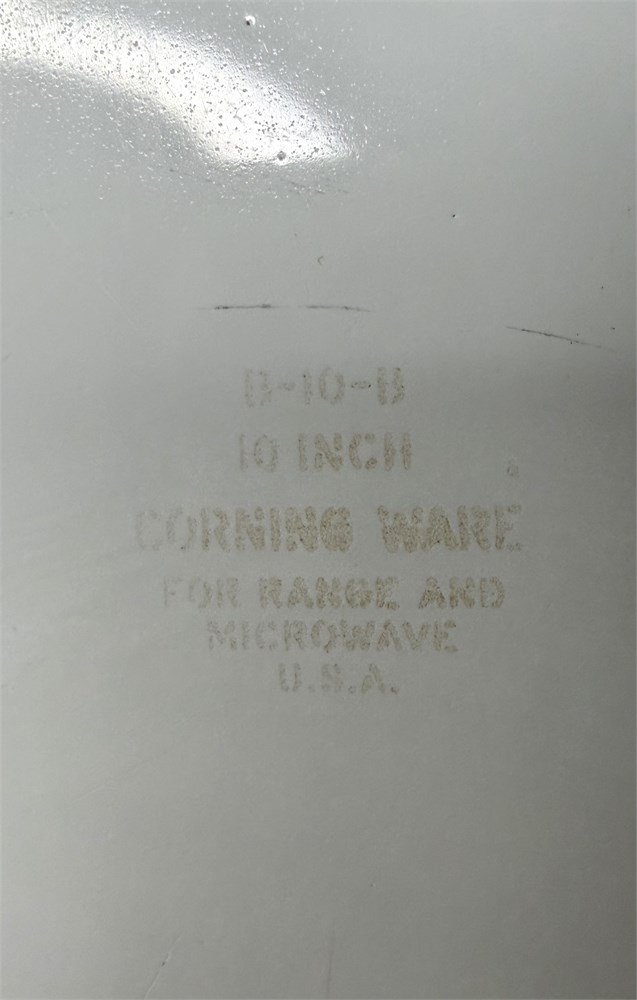 B-10-B
10 INCH
CORNING WARE
FOR RANGE AND
MICROWAVE
U.S.A.